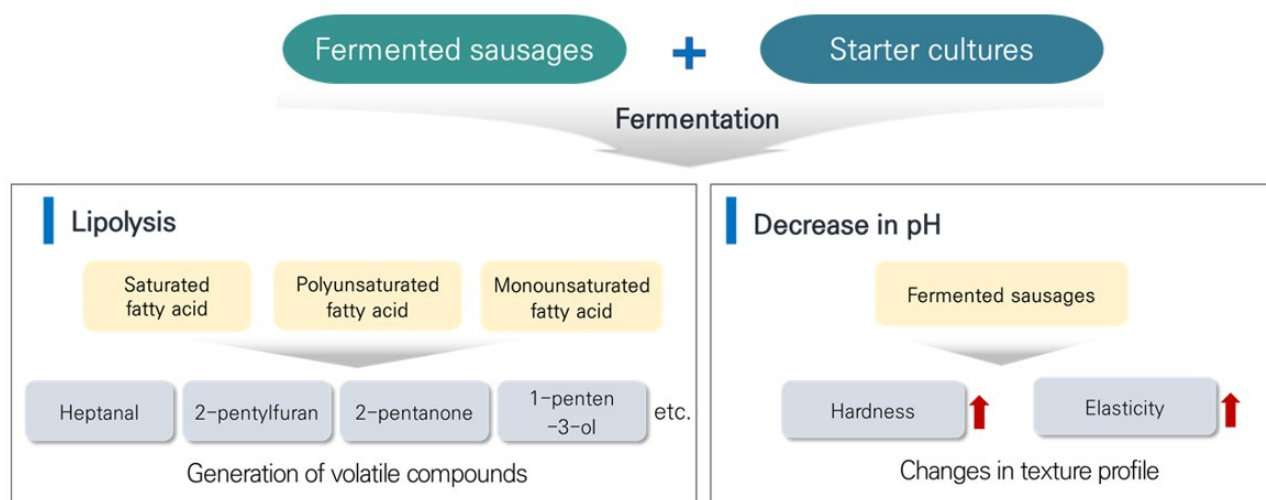 Fermented sausages
+
Starter cultures
Fermentation
Lipolysis
Saturated
fatty acid
Polyunsaturated
fatty acid
Monounsaturated
fatty acid
Heptanal
2-pentylfuran
2-pentanone
1-penten
-3-ol
etc.
Generation of volatile compounds
Decrease in pH
Fermented sausages
Hardness
Elasticity
Changes in texture profile